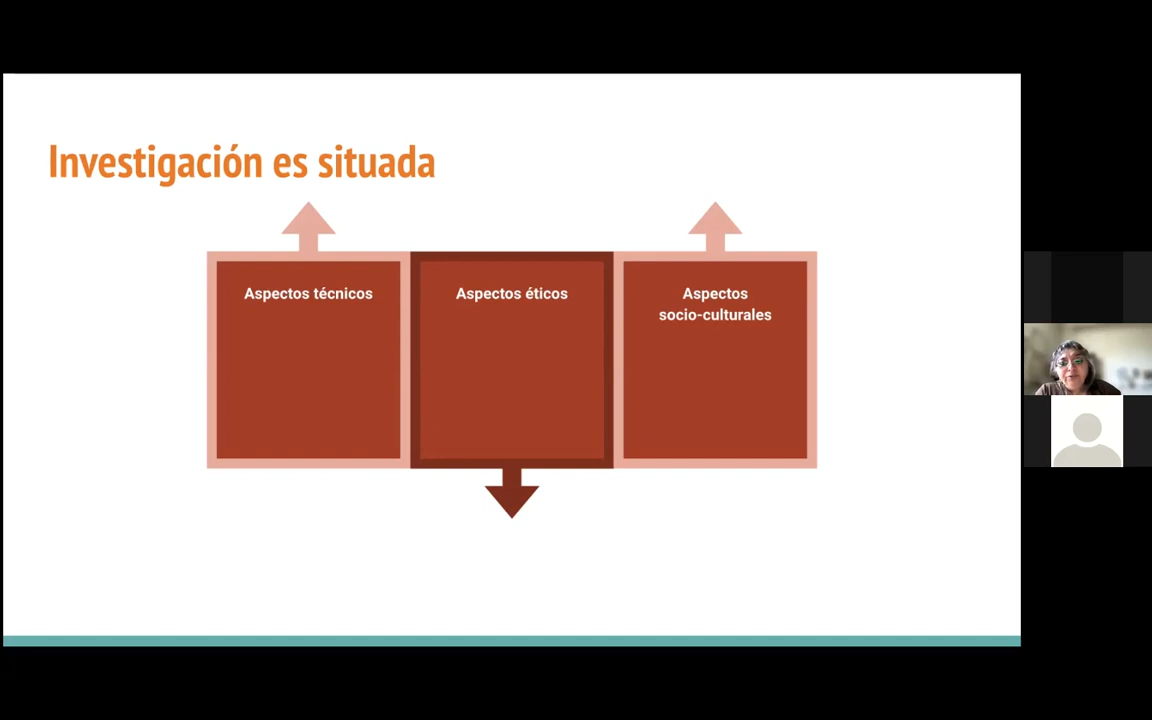 Investigación es situada
Aspectos técnicos
Aspectos éticos
Aspectos
socio-culturales